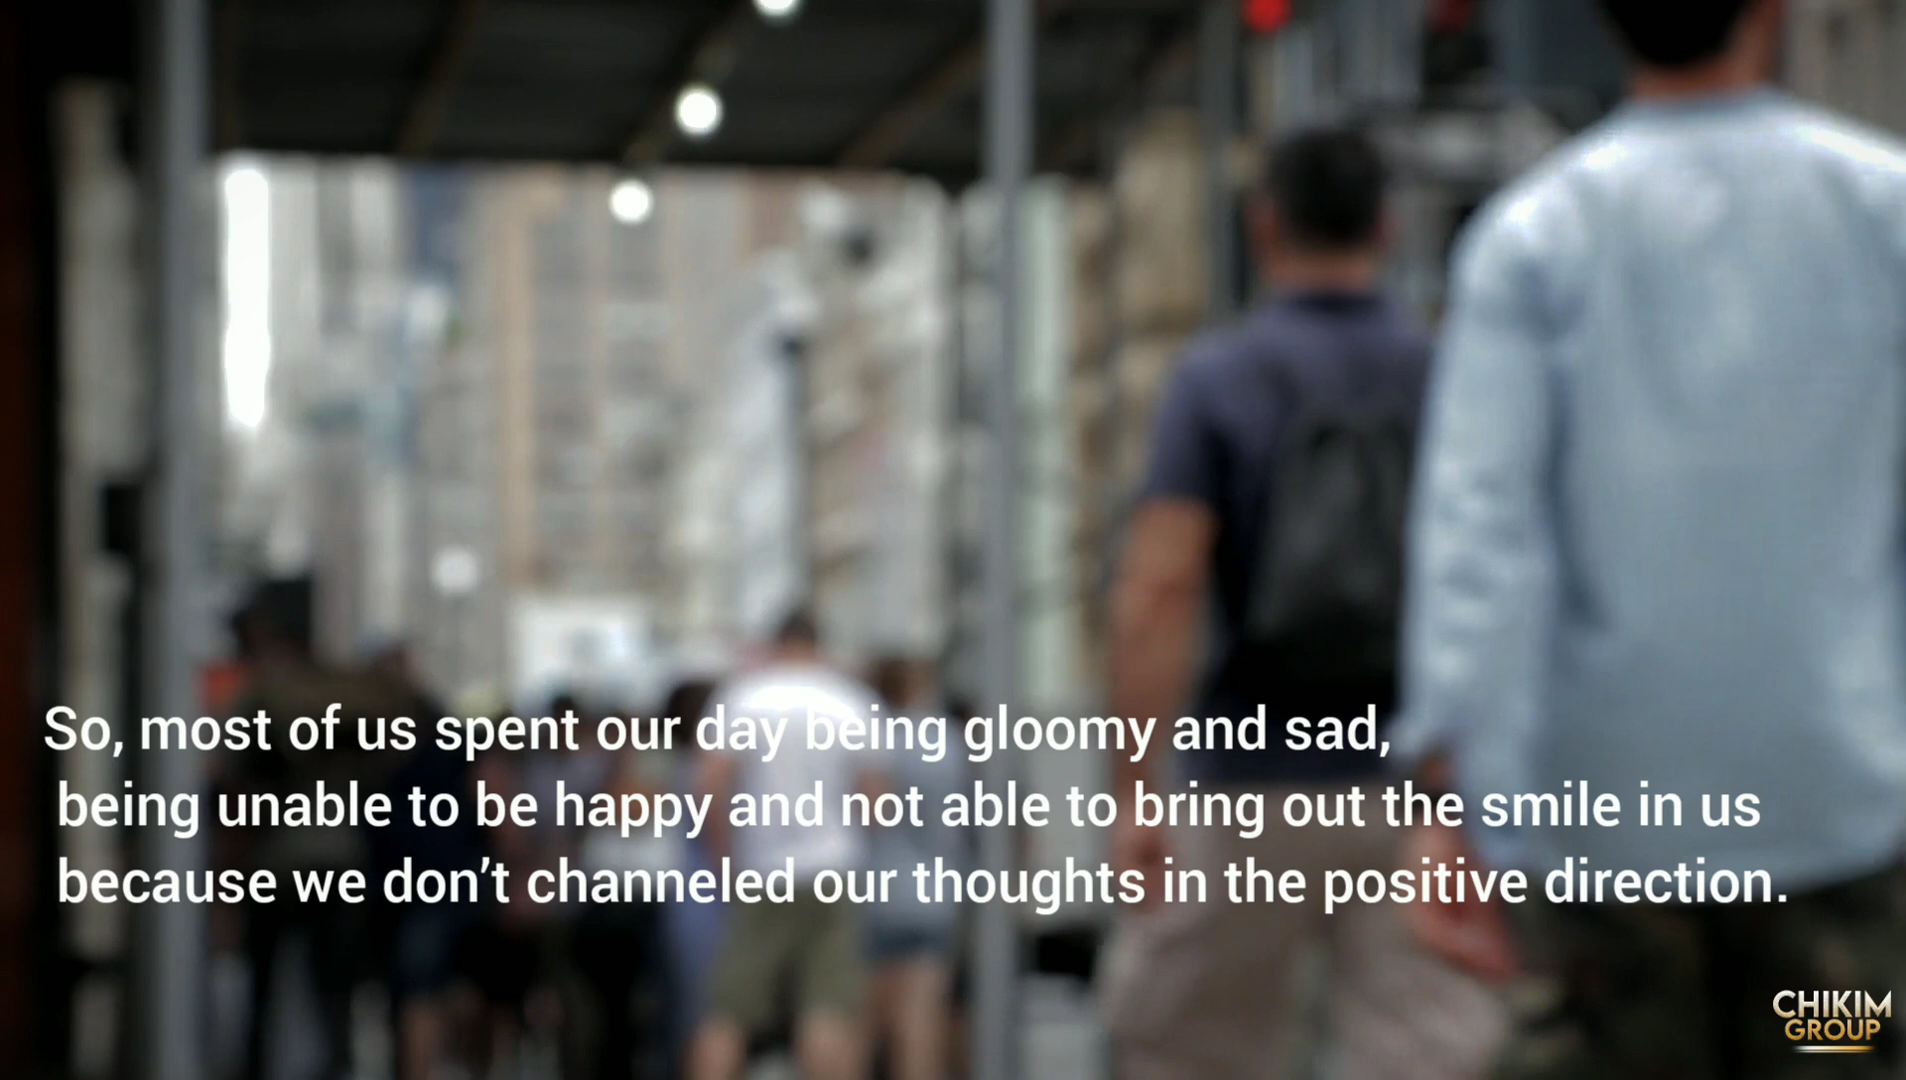 So, most of us spent our day being gloomy and sad,
being unable to be happy and not able to bring out the smile in us
because we don't channeled our thoughts in the positive direction.
CHIKIM
GROUP